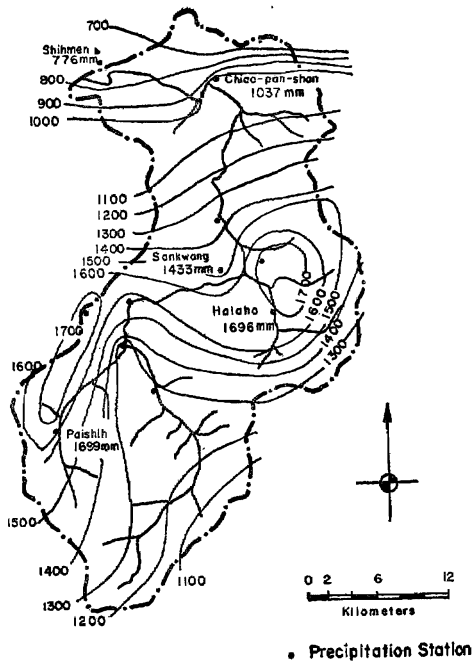 700
Shihmen
776mm
800
Chiao-pan-shan
1037 mm
900
1000
1100
1200
1300
1400
1500
Sankwang
1433mm
1600
1700
1600
1500
1400
1300
Halaho
1696mm
1700
1600
Paishih
1699mm
1500
1400
1300
1200
1100
0 2 6 12
Kilometers
Precipitation Station